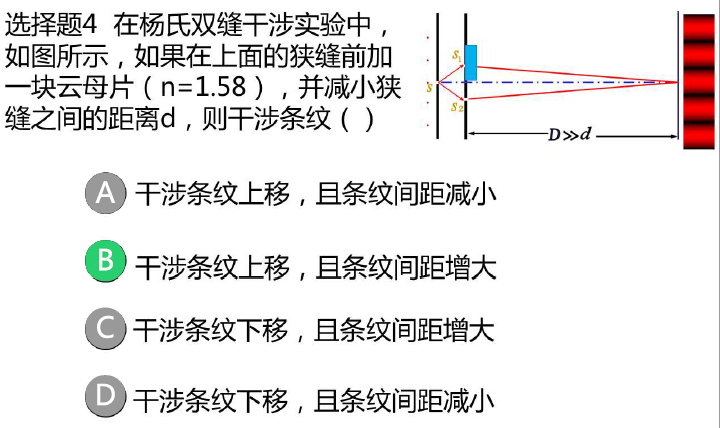 选择题4 在杨氏双缝干涉实验中，
如图所示，如果在上面的狭缝前加
一块云母片（n=1.58），并减小狭
缝之间的距离d，则干涉条纹（ ）
S₁
S
S₂
D≫d
A 干涉条纹上移，且条纹间距减小
B 干涉条纹上移，且条纹间距增大
C 干涉条纹下移，且条纹间距增大
D 干涉条纹下移，且条纹间距减小